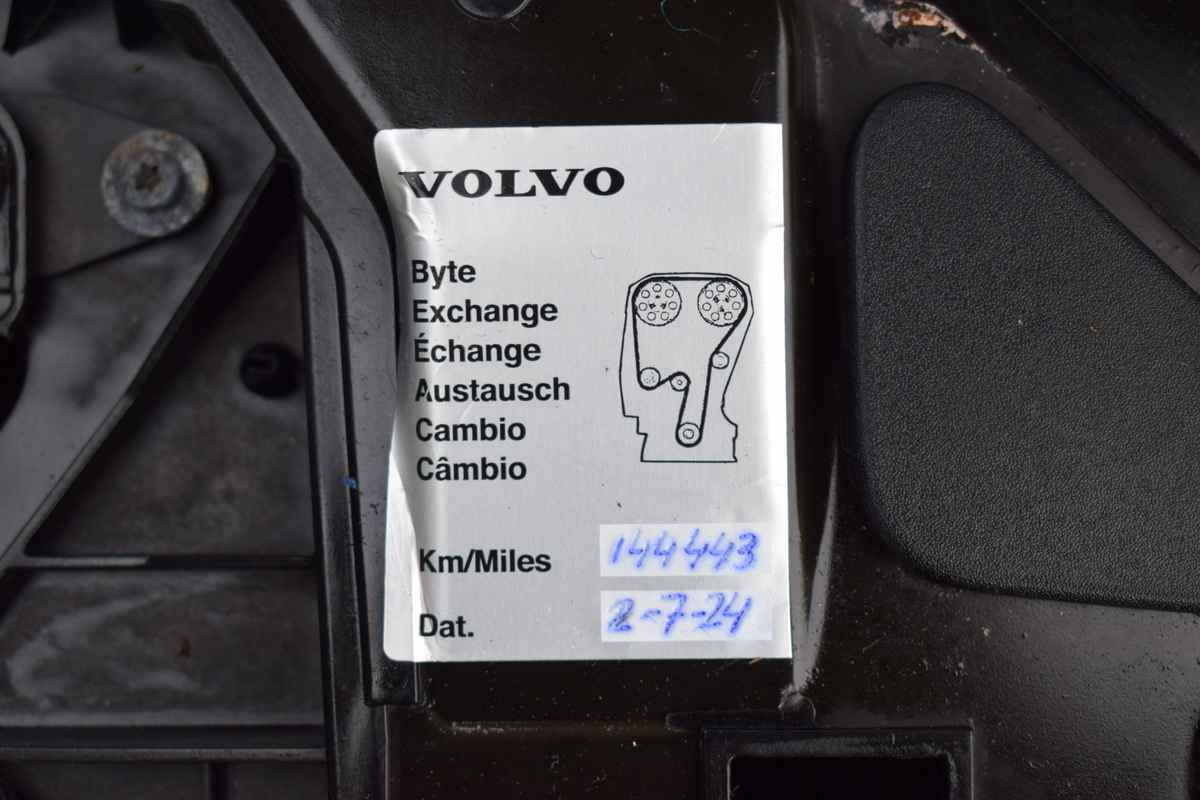 VOLVO
Byte
Exchange
Échange
Austausch
Cambio
Câmbio
Km/Miles 144443
Dat. 2-7-24